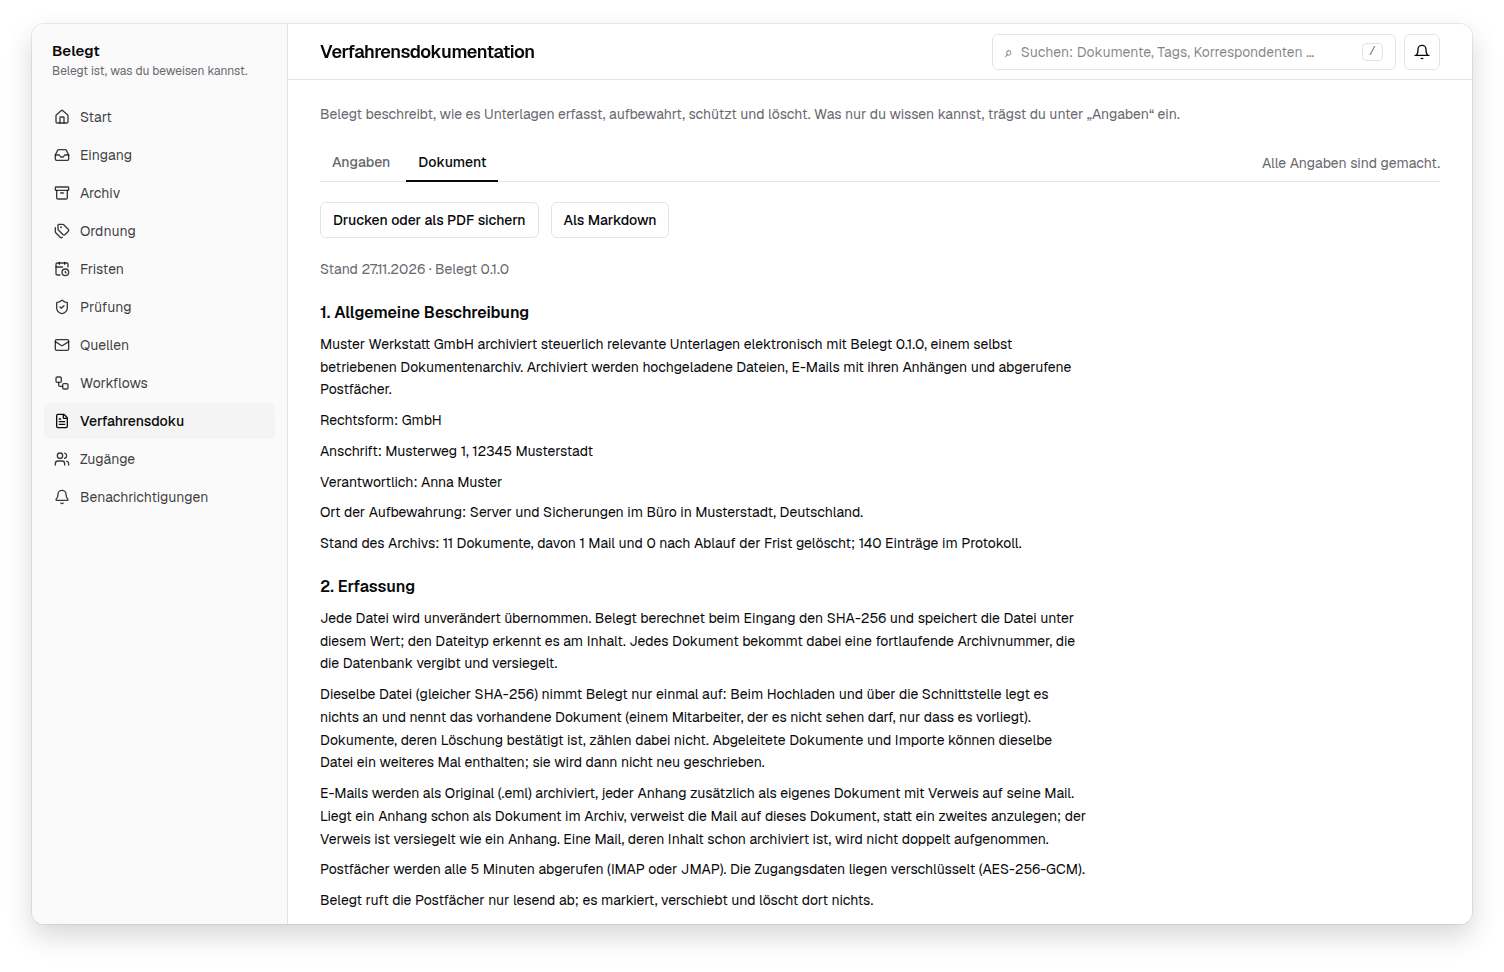 Belegt
Belegt ist, was du beweisen kannst.
Start
Eingang
Archiv
Ordnung
Fristen
Prüfung
Quellen
Workflows
Verfahrensdoku
Zugänge
Benachrichtigungen
Verfahrensdokumentation
Suchen: Dokumente, Tags, Korrespondenten …
/
Belegt beschreibt, wie es Unterlagen erfasst, aufbewahrt, schützt und löscht. Was nur du wissen kannst, trägst du unter „Angaben“ ein.
Angaben
Dokument
Alle Angaben sind gemacht.
Drucken oder als PDF sichern
Als Markdown
Stand 27.11.2026 · Belegt 0.1.0
1. Allgemeine Beschreibung
Muster Werkstatt GmbH archiviert steuerlich relevante Unterlagen elektronisch mit Belegt 0.1.0, einem selbst
betriebenen Dokumentenarchiv. Archiviert werden hochgeladene Dateien, E-Mails mit ihren Anhängen und abgerufene
Postfächer.
Rechtsform: GmbH
Anschrift: Musterweg 1, 12345 Musterstadt
Verantwortlich: Anna Muster
Ort der Aufbewahrung: Server und Sicherungen im Büro in Musterstadt, Deutschland.
Stand des Archivs: 11 Dokumente, davon 1 Mail und 0 nach Ablauf der Frist gelöscht; 140 Einträge im Protokoll.
2. Erfassung
Jede Datei wird unverändert übernommen. Belegt berechnet beim Eingang den SHA-256 und speichert die Datei unter
diesem Wert; den Dateityp erkennt es am Inhalt. Jedes Dokument bekommt dabei eine fortlaufende Archivnummer, die
die Datenbank vergibt und versiegelt.
Dieselbe Datei (gleicher SHA-256) nimmt Belegt nur einmal auf: Beim Hochladen und über die Schnittstelle legt es
nichts an und nennt das vorhandene Dokument (einem Mitarbeiter, der es nicht sehen darf, nur dass es vorliegt).
Dokumente, deren Löschung bestätigt ist, zählen dabei nicht. Abgeleitete Dokumente und Importe können dieselbe
Datei ein weiteres Mal enthalten; sie wird dann nicht neu geschrieben.
E-Mails werden als Original (.eml) archiviert, jeder Anhang zusätzlich als eigenes Dokument mit Verweis auf seine Mail.
Liegt ein Anhang schon als Dokument im Archiv, verweist die Mail auf dieses Dokument, statt ein zweites anzulegen; der
Verweis ist versiegelt wie ein Anhang. Eine Mail, deren Inhalt schon archiviert ist, wird nicht doppelt aufgenommen.
Postfächer werden alle 5 Minuten abgerufen (IMAP oder JMAP). Die Zugangsdaten liegen verschlüsselt (AES-256-GCM).
Belegt ruft die Postfächer nur lesend ab; es markiert, verschiebt und löscht dort nichts.